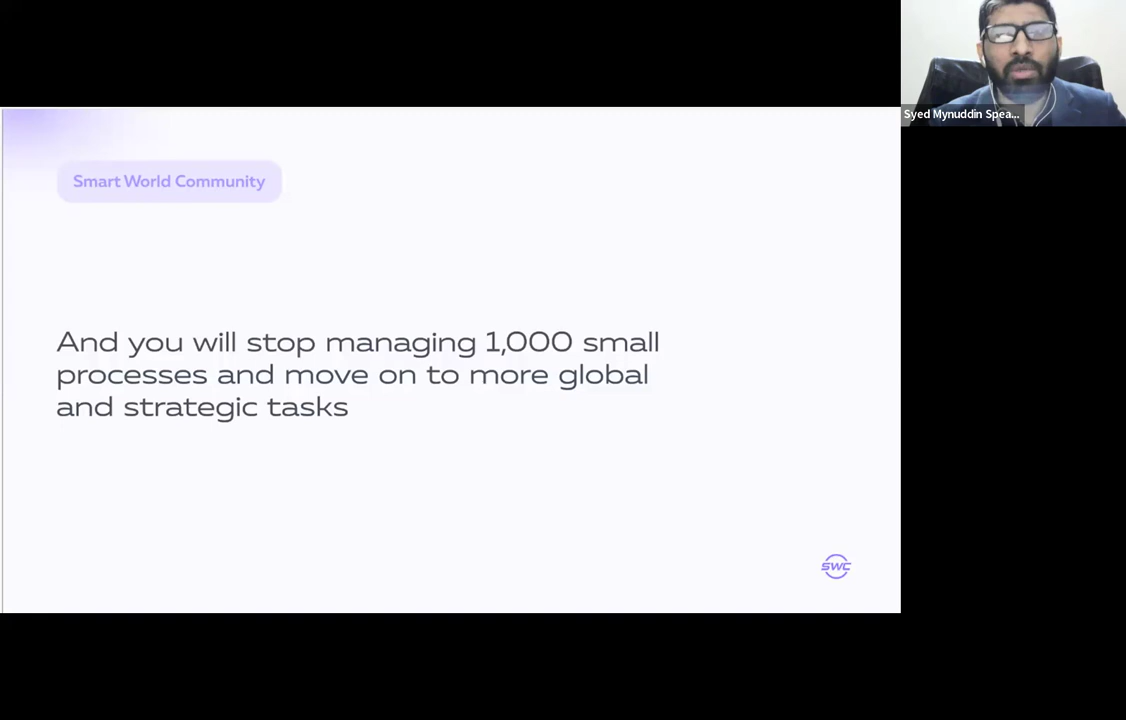 Syed Mynuddin Spea...
Smart World Community
And you will stop managing 1,000 small
processes and move on to more global
and strategic tasks
SWC